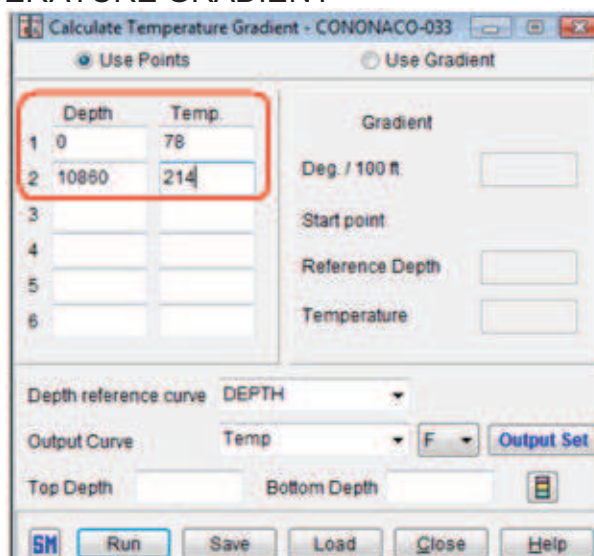 ERATURE GRADIENT
Calculate Temperature Gradient - CONONACO-033
Use Points Use Gradient
Depth Temp
1 0 78
2 10860 214
3
4
5
6
Gradient
Deg. / 100 ft
Start point
Reference Depth
Temperature
Depth reference curve DEPTH
Output Curve Temp F Output Set
Top Depth Bottom Depth
SM Run Save Load Close Help